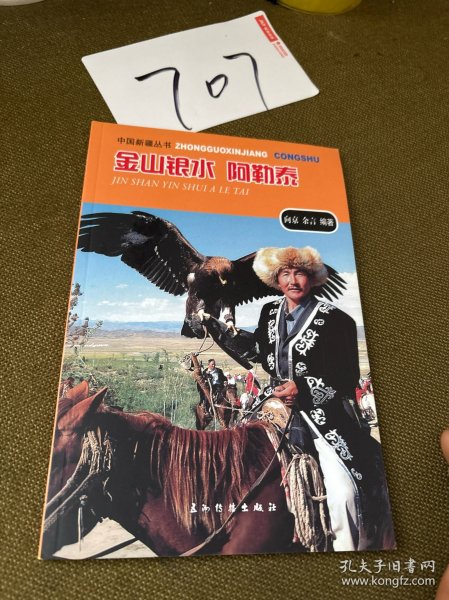 707
中国新疆丛书 ZHONGGUOXINJIANG CONGSHU
金山银水 阿勒泰
JIN SHAN YIN SHUI A LE TAI
向京 余言 编著
五洲传播出版社
孔夫子旧书网
www.kongfz.com